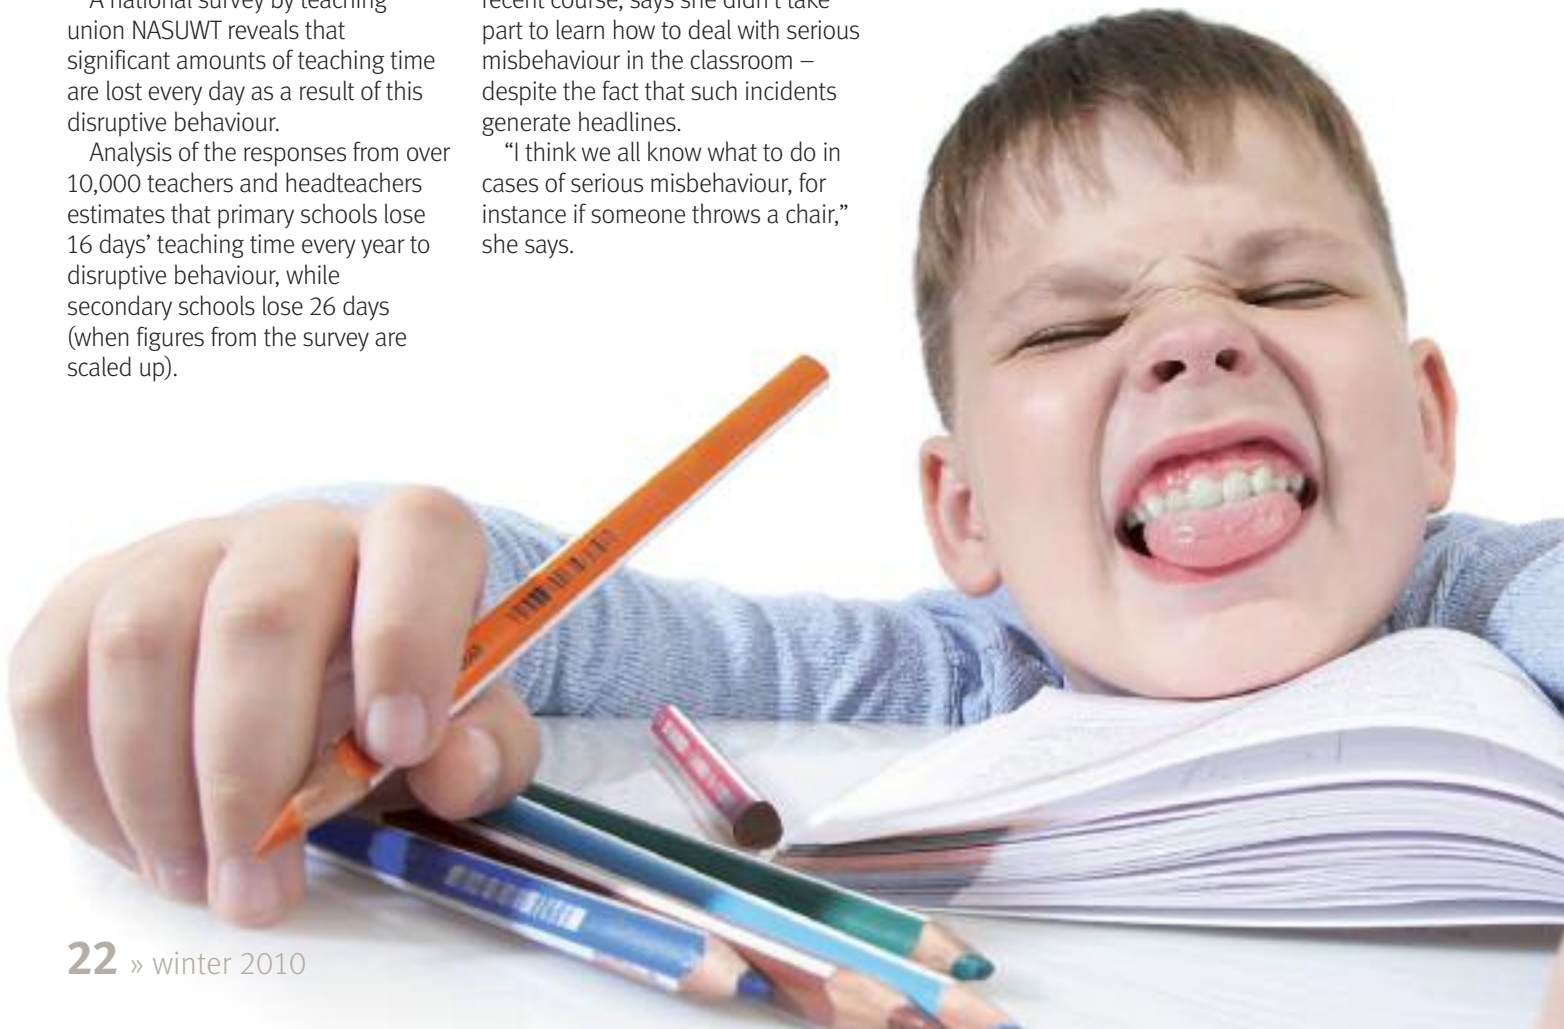 A national survey by teaching
union NASUWT reveals that
significant amounts of teaching time
are lost every day as a result of this
disruptive behaviour.
Analysis of the responses from over
10,000 teachers and headteachers
estimates that primary schools lose
16 days’ teaching time every year to
disruptive behaviour, while
secondary schools lose 26 days
(when figures from the survey are
scaled up).
recent course, says she didn’t take
part to learn how to deal with serious
misbehaviour in the classroom –
despite the fact that such incidents
generate headlines.
“I think we all know what to do in
cases of serious misbehaviour, for
instance if someone throws a chair,”
she says.
22 » winter 2010